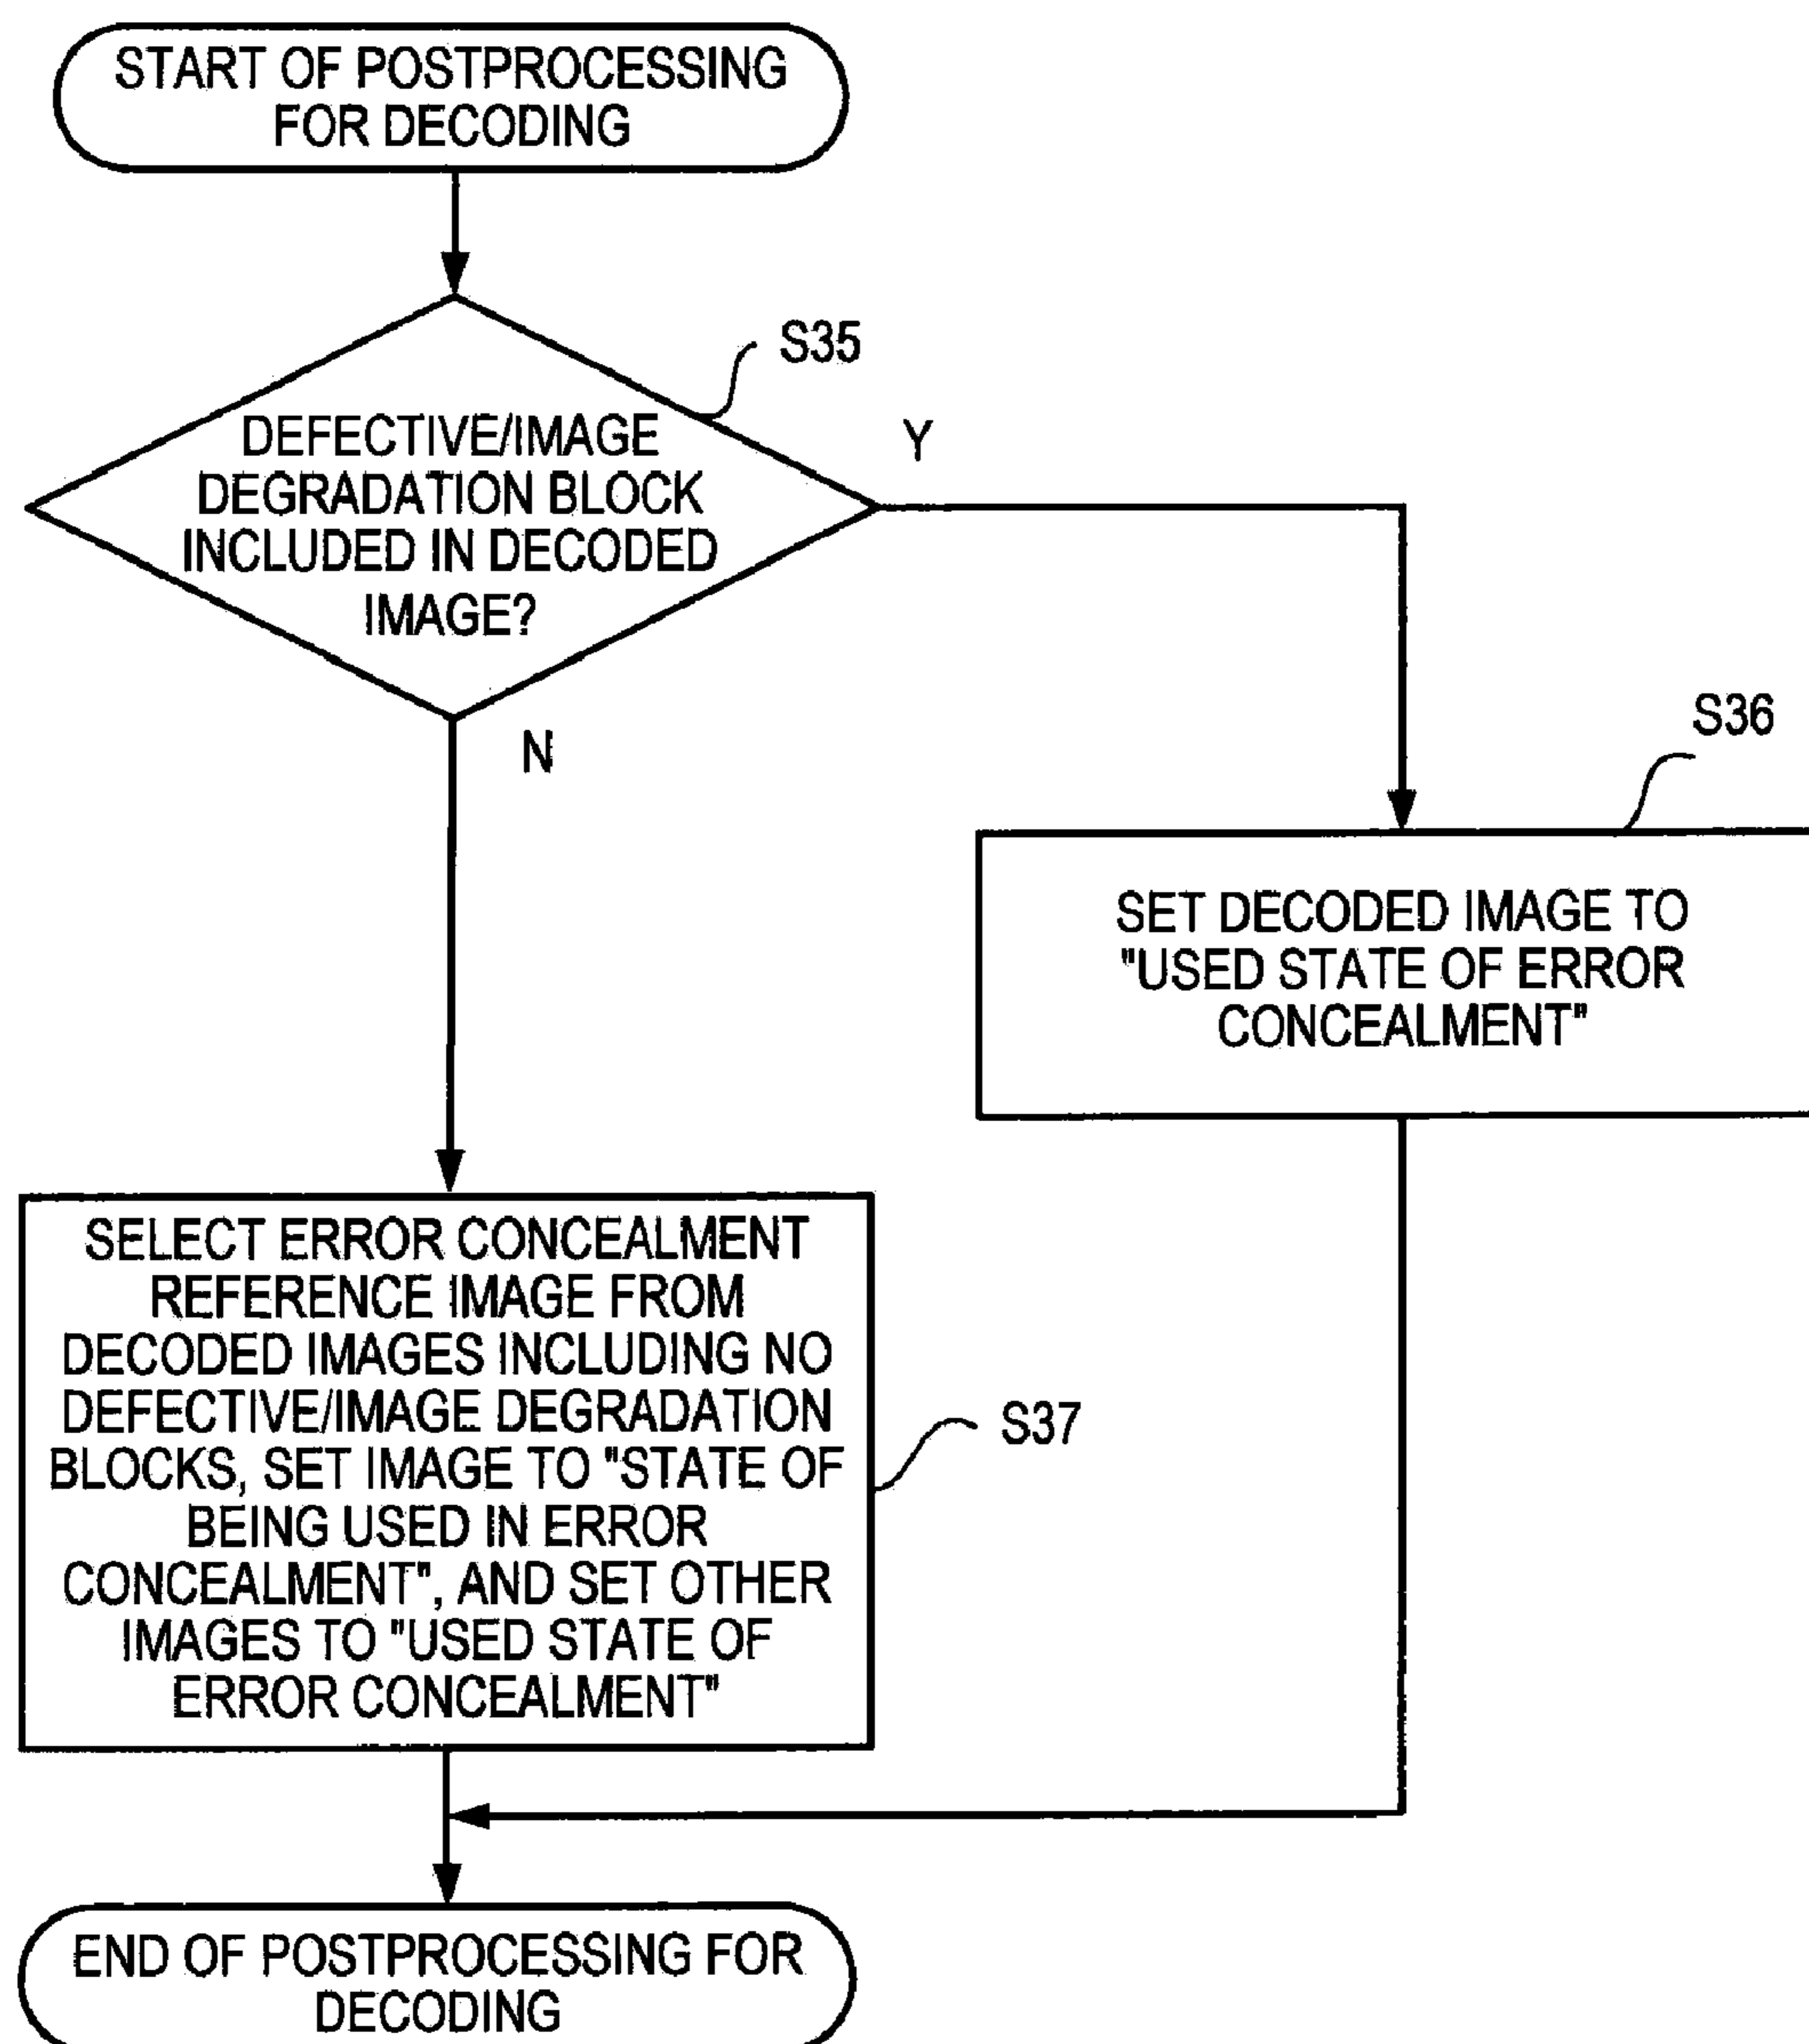 START OF POSTPROCESSING
FOR DECODING
S35
DEFECTIVE/IMAGE
DEGRADATION BLOCK
INCLUDED IN DECODED
IMAGE?
Y
N
S36
SET DECODED IMAGE TO
"USED STATE OF ERROR
CONCEALMENT"
SELECT ERROR CONCEALMENT
REFERENCE IMAGE FROM
DECODED IMAGES INCLUDING NO
DEFECTIVE/IMAGE DEGRADATION
BLOCKS, SET IMAGE TO "STATE OF
BEING USED IN ERROR
CONCEALMENT", AND SET OTHER
IMAGES TO "USED STATE OF
ERROR CONCEALMENT"
S37
END OF POSTPROCESSING FOR
DECODING